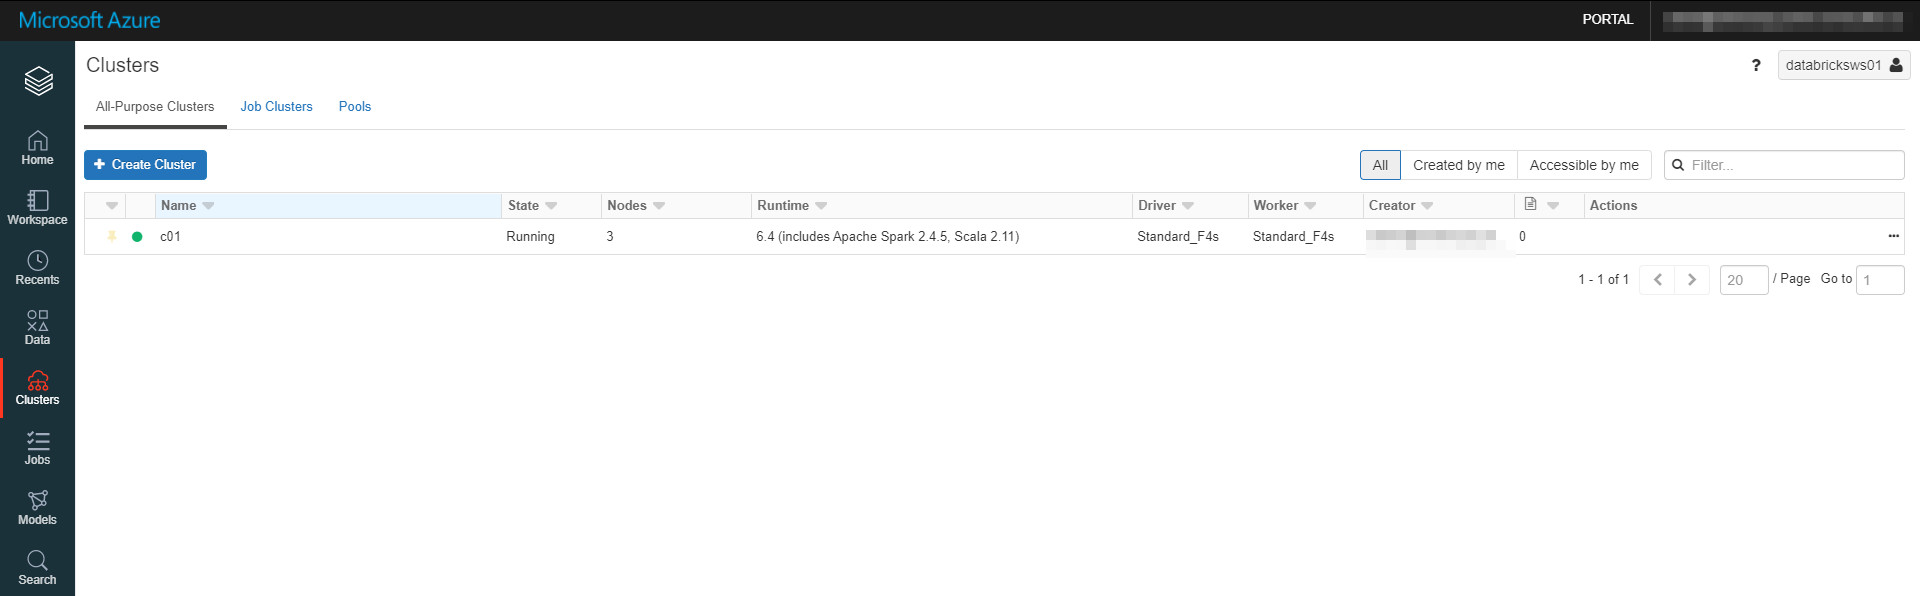 Microsoft Azure
PORTAL
Clusters
?
databricksws01
All-Purpose Clusters
Job Clusters
Pools
Home
Workspace
Recents
Data
Clusters
Jobs
Models
Search
+ Create Cluster
All
Created by me
Accessible by me
Filter...
Name State Nodes Runtime Driver Worker Creator Actions
c01 Running 3 6.4 (includes Apache Spark 2.4.5, Scala 2.11) Standard_F4s Standard_F4s 0 ...
1 - 1 of 1 20 / Page Go to 1